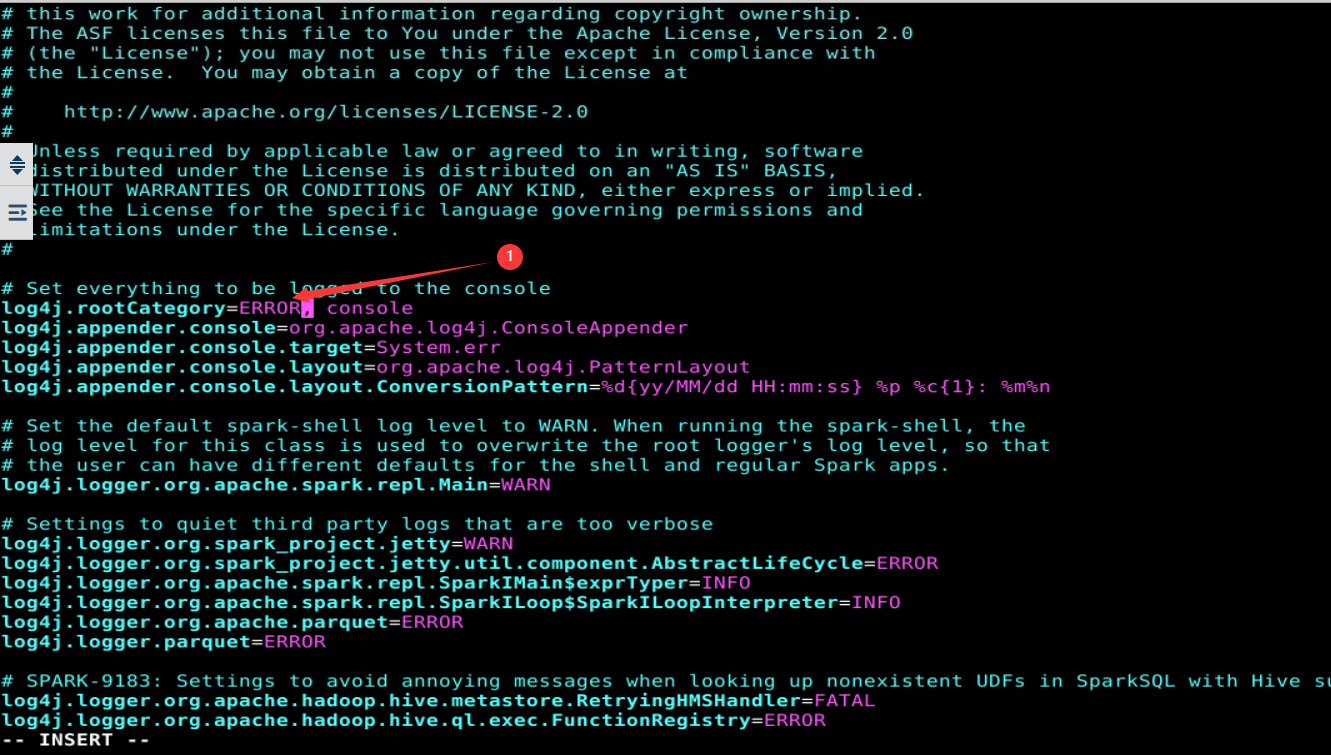 # this work for additional information regarding copyright ownership.
# The ASF licenses this file to You under the Apache License, Version 2.0
# (the "License"); you may not use this file except in compliance with
# the License.  You may obtain a copy of the License at
#
#    http://www.apache.org/licenses/LICENSE-2.0
#
Unless required by applicable law or agreed to in writing, software
distributed under the License is distributed on an "AS IS" BASIS,
WITHOUT WARRANTIES OR CONDITIONS OF ANY KIND, either express or implied.
See the License for the specific language governing permissions and
limitations under the License.
#
1
# Set everything to be logged to the console
log4j.rootCategory=ERROR, console
log4j.appender.console=org.apache.log4j.ConsoleAppender
log4j.appender.console.target=System.err
log4j.appender.console.layout=org.apache.log4j.PatternLayout
log4j.appender.console.layout.ConversionPattern=%d{yy/MM/dd HH:mm:ss} %p %c{1}: %m%n
# Set the default spark-shell log level to WARN. When running the spark-shell, the
# log level for this class is used to overwrite the root logger's log level, so that
# the user can have different defaults for the shell and regular Spark apps.
log4j.logger.org.apache.spark.repl.Main=WARN
# Settings to quiet third party logs that are too verbose
log4j.logger.org.spark_project.jetty=WARN
log4j.logger.org.spark_project.jetty.util.component.AbstractLifeCycle=ERROR
log4j.logger.org.apache.spark.repl.SparkIMain$exprTyper=INFO
log4j.logger.org.apache.spark.repl.SparkILoop$SparkILoopInterpreter=INFO
log4j.logger.org.apache.parquet=ERROR
log4j.logger.parquet=ERROR
# SPARK-9183: Settings to avoid annoying messages when looking up nonexistent UDFs in SparkSQL with Hive su
log4j.logger.org.apache.hadoop.hive.metastore.RetryingHMSHandler=FATAL
log4j.logger.org.apache.hadoop.hive.ql.exec.FunctionRegistry=ERROR
-- INSERT --